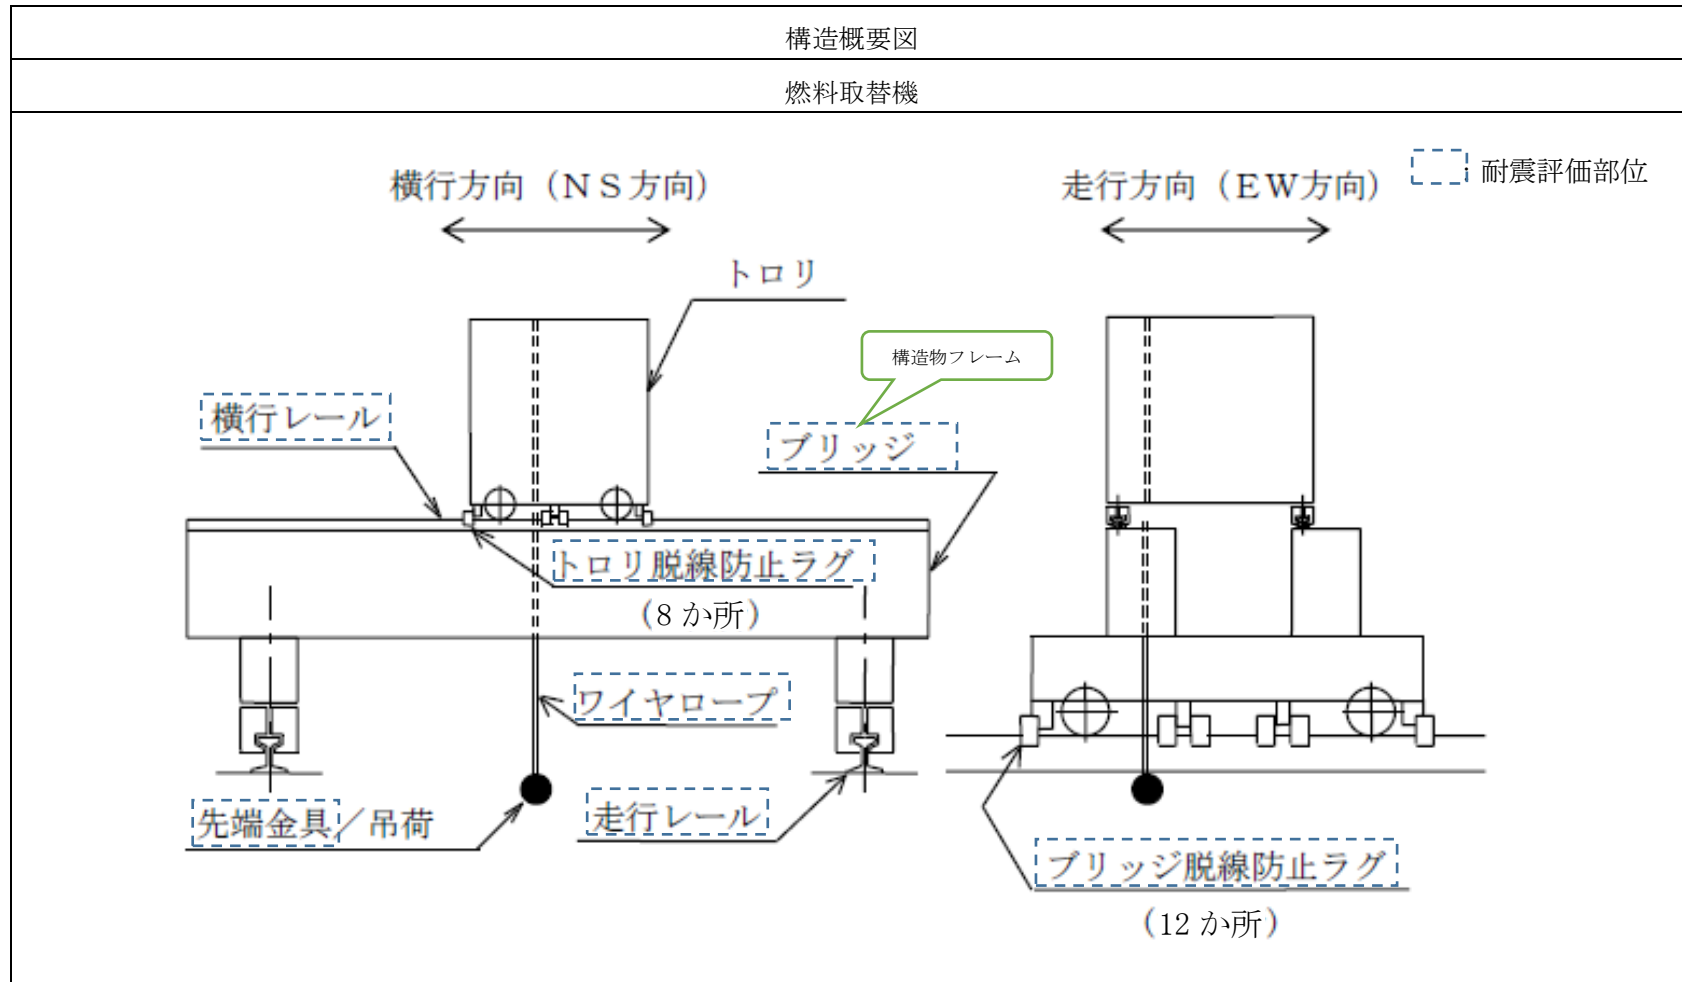 構造概要図
燃料取替機
耐震評価部位
横行方向（ＮＳ方向）
走行方向（ＥＷ方向）
トロリ
構造物フレーム
横行レール
ブリッジ
トロリ脱線防止ラグ
（8 か所）
ワイヤロープ
先端金具／吊荷
走行レール
ブリッジ脱線防止ラグ
（12 か所）